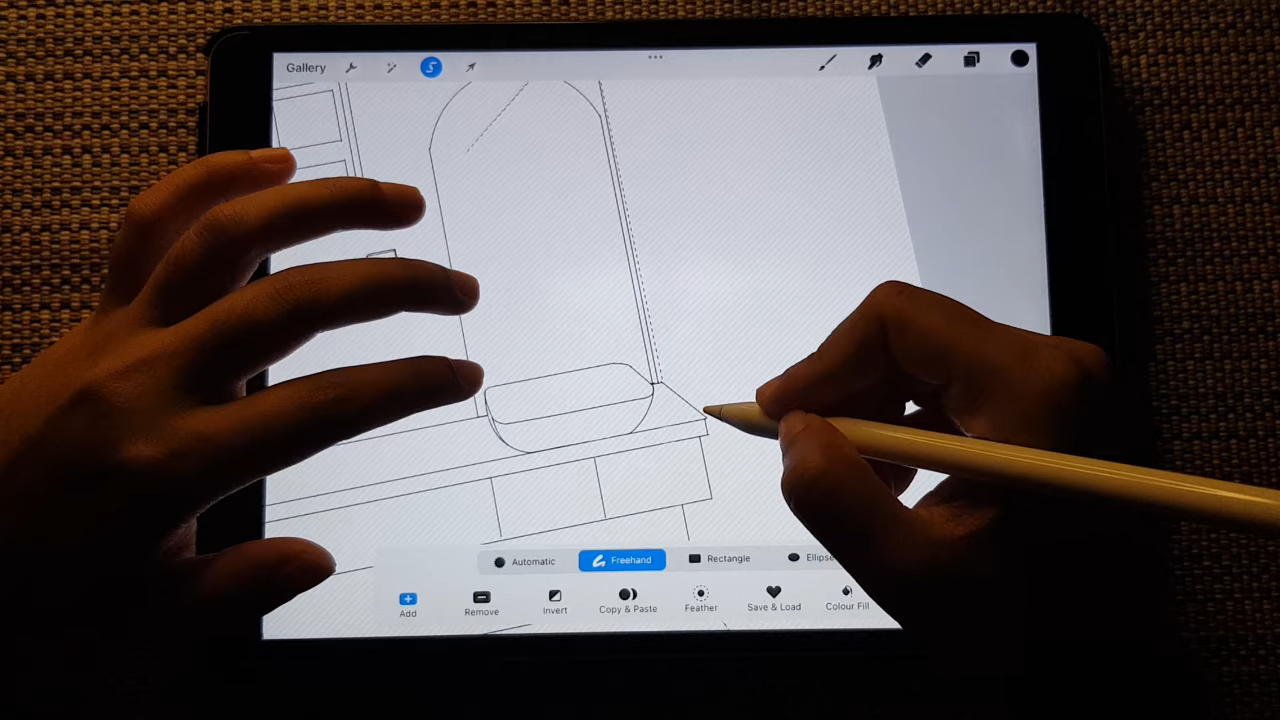 Gallery
S
Automatic Freehand Rectangle Ellipse
Add Remove Invert Copy & Paste Feather Save & Load Colour Fill